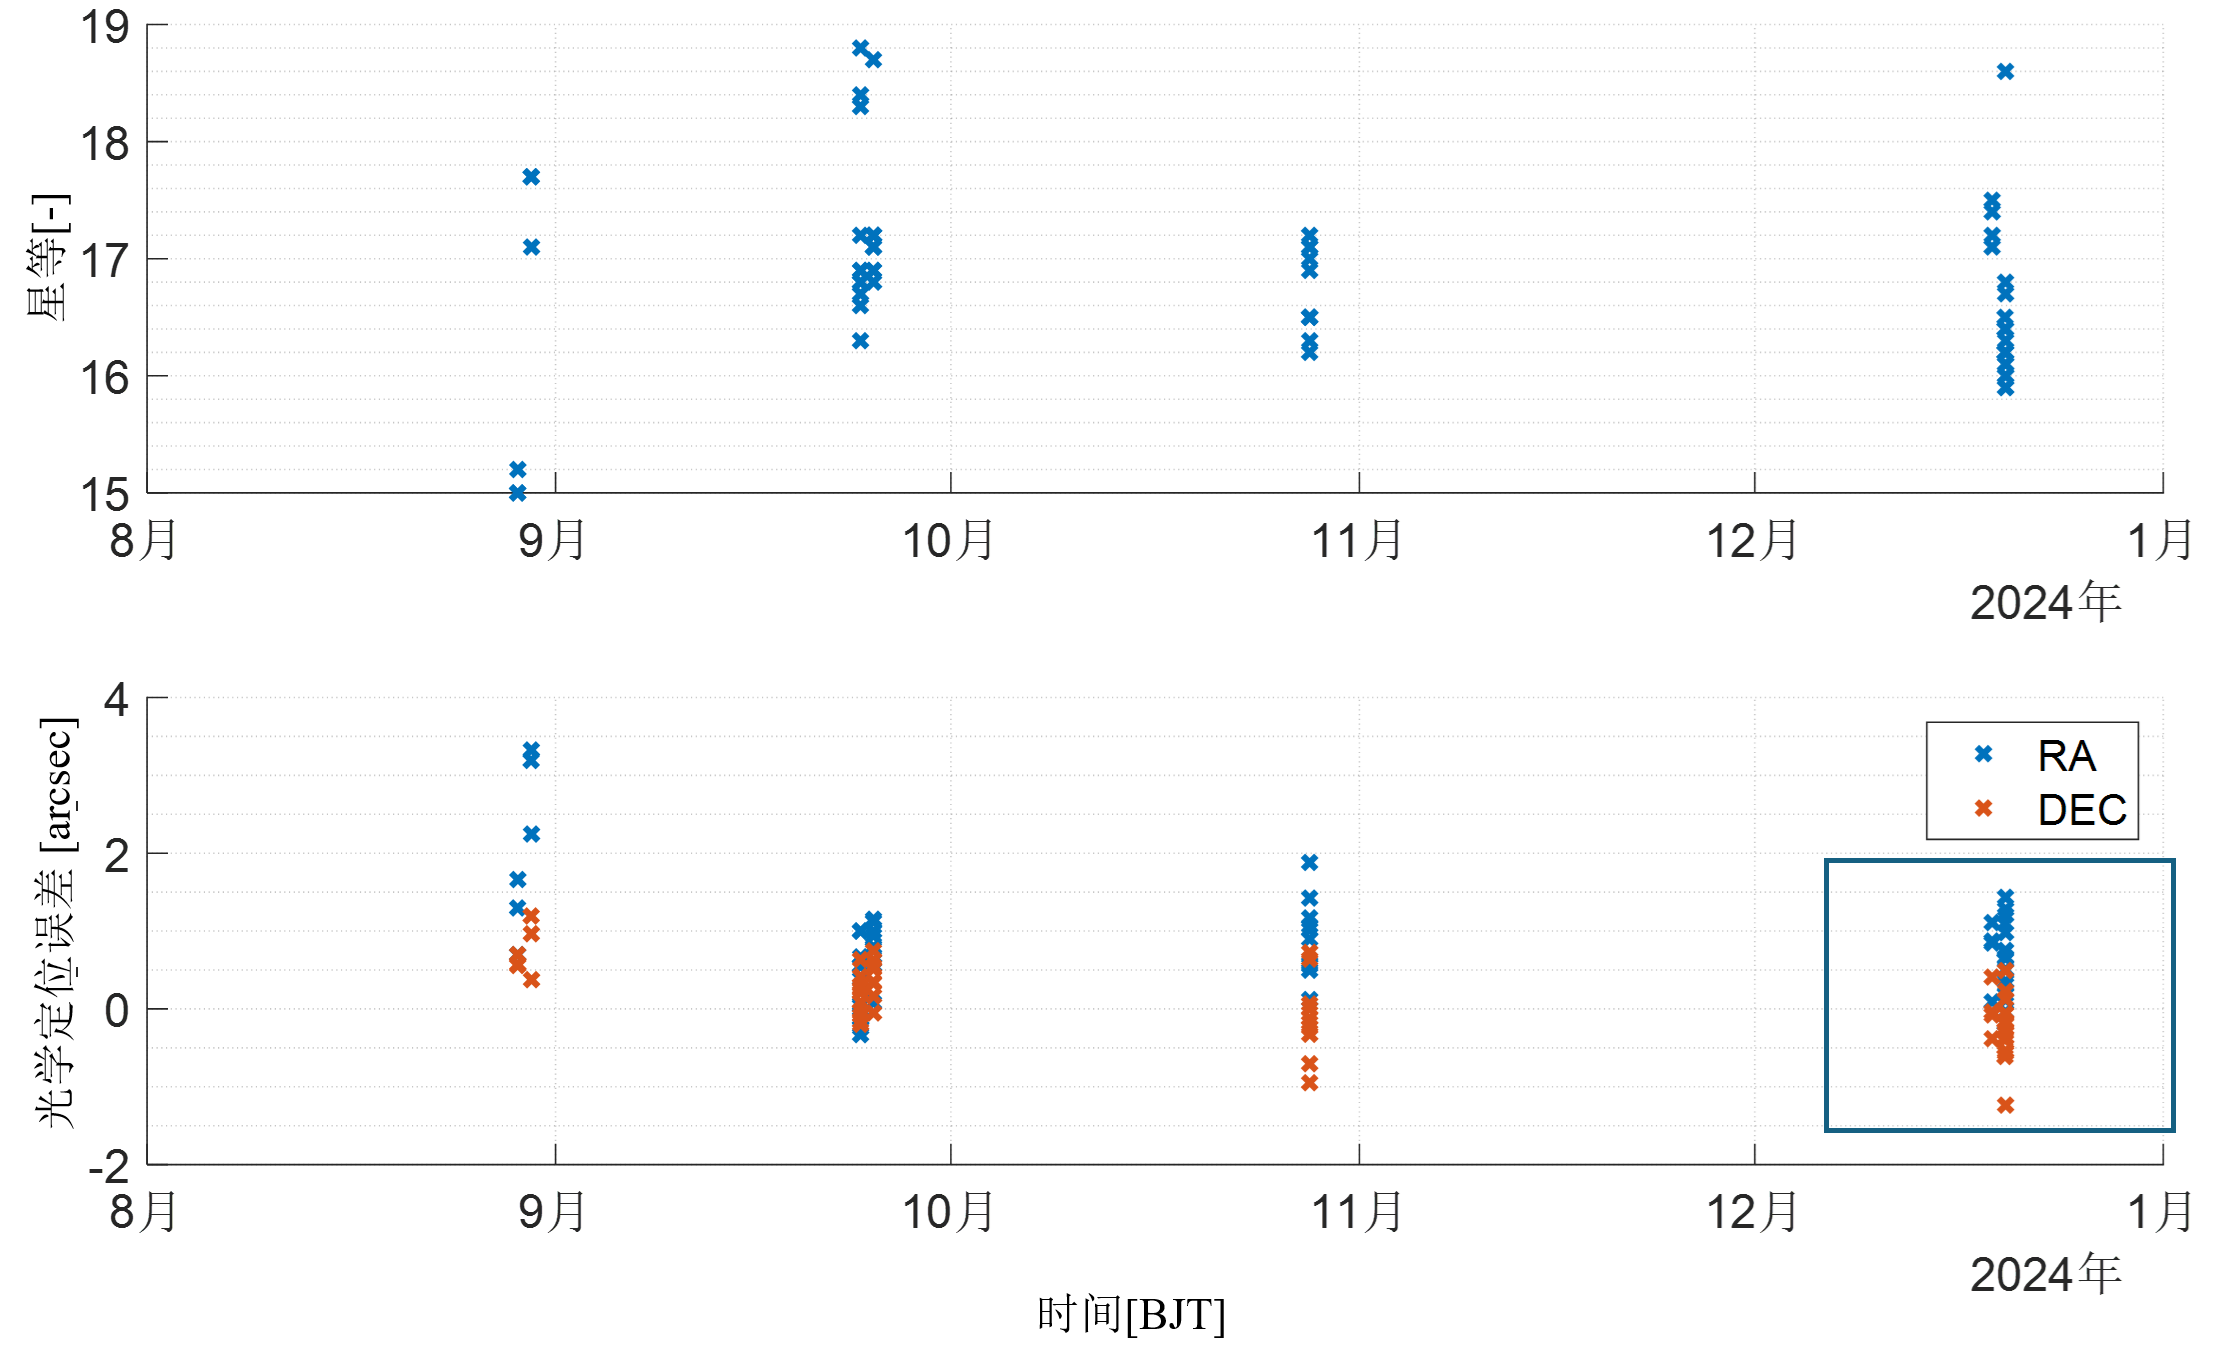 19
18
17
16
15
星等[-]
8月 9月 10月 11月 12月 1月
2024年
4
2
0
-2
光学定位误差 [arcsec]
RA
DEC
8月 9月 10月 11月 12月 1月
2024年
时间[BJT]